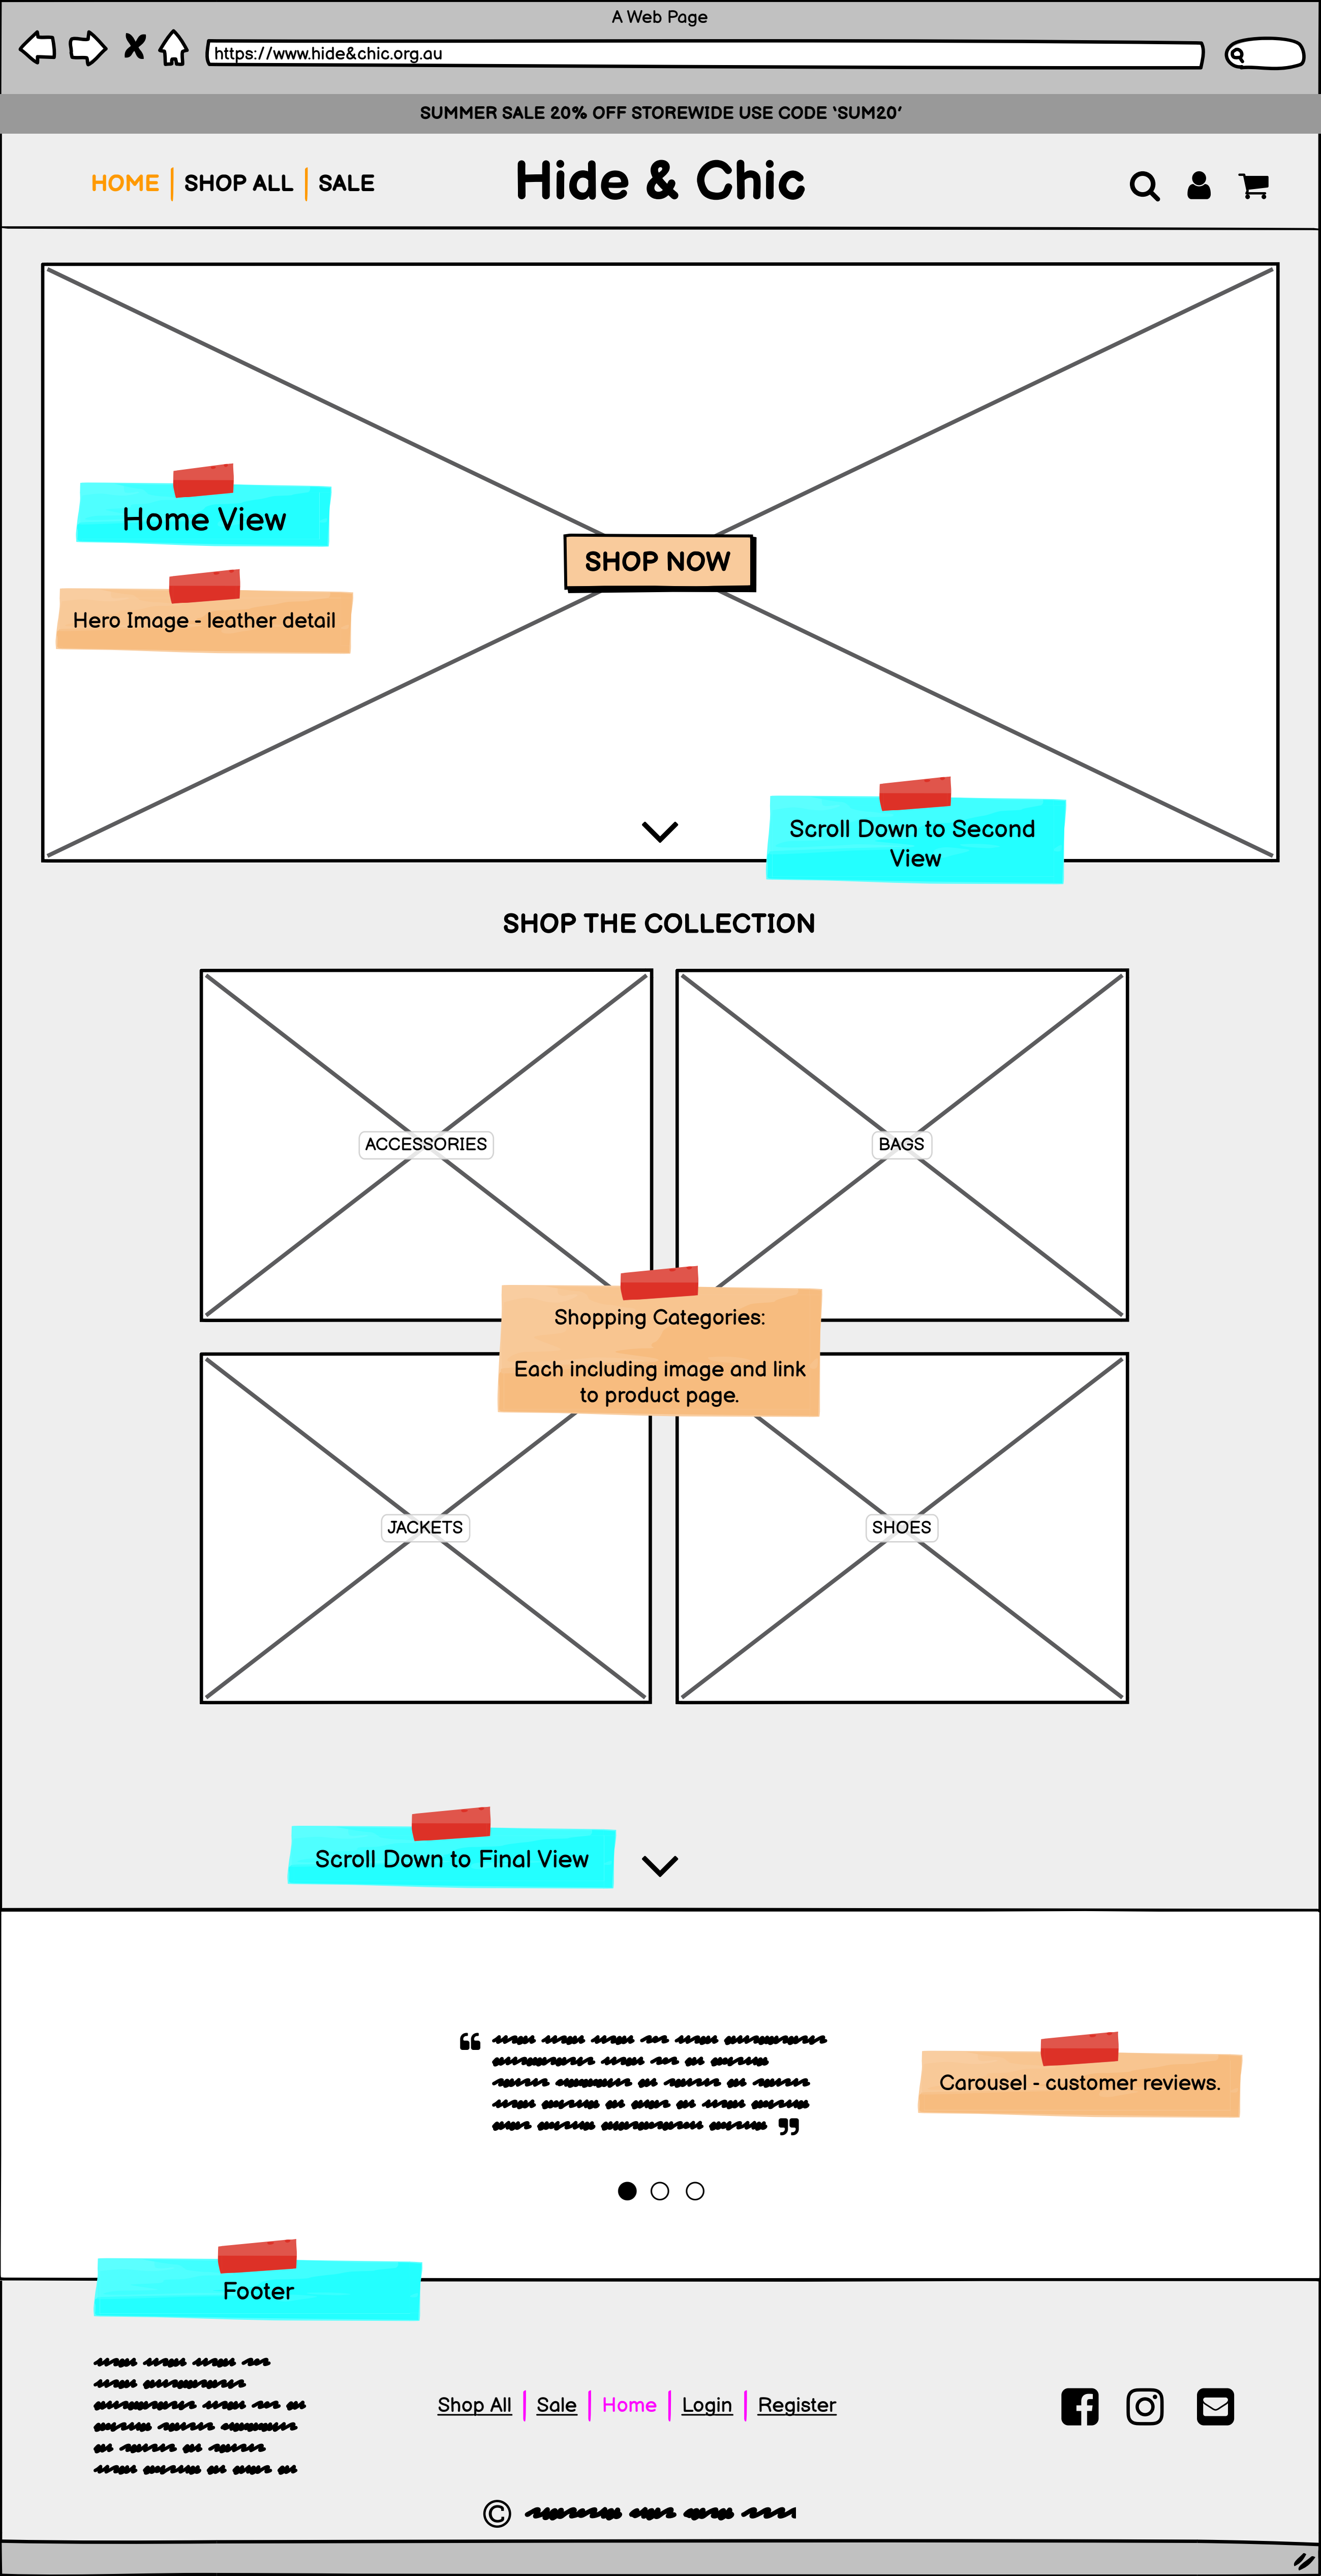 A Web Page
https://www.hide&chic.org.au
SUMMER SALE 20% OFF STOREWIDE USE CODE ‘SUM20’
HOME
SHOP ALL
SALE
Hide & Chic
Home View
Hero Image - leather detail
SHOP NOW
Scroll Down to Second
View
SHOP THE COLLECTION
ACCESSORIES
BAGS
Shopping Categories:
Each including image and link
to product page.
JACKETS
SHOES
Scroll Down to Final View
Carousel - customer reviews.
Footer
Shop All
Sale
Home
Login
Register
©